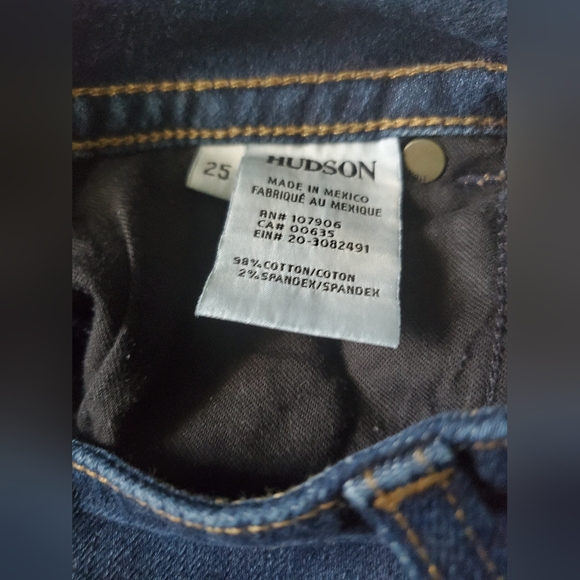 25
HUDSON
MADE IN MEXICO
FABRIQUÉ AU MEXIQUE
RN# 107906
CA# 00635
EIN# 20-3082491
98% COTTON/COTON
2% SPANDEX/SPANDEX